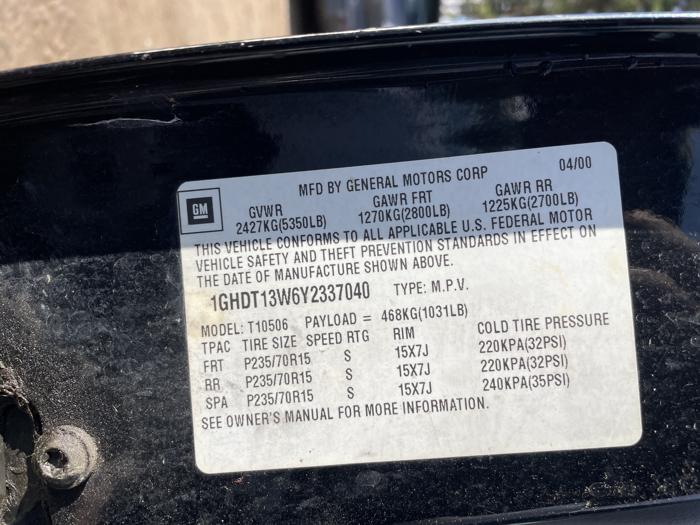 MFD BY GENERAL MOTORS CORP 04/00
GM
GVWR GAWR FRT GAWR RR
2427KG(5350LB) 1270KG(2800LB) 1225KG(2700LB)
THIS VEHICLE CONFORMS TO ALL APPLICABLE U.S. FEDERAL MOTOR
VEHICLE SAFETY AND THEFT PREVENTION STANDARDS IN EFFECT ON
THE DATE OF MANUFACTURE SHOWN ABOVE.
1GHDT13W6Y2337040 TYPE: M.P.V.
MODEL: T10506 PAYLOAD = 468KG(1031LB)
TPAC TIRE SIZE SPEED RTG RIM COLD TIRE PRESSURE
FRT P235/70R15 S 15X7J 220KPA(32PSI)
RR P235/70R15 S 15X7J 220KPA(32PSI)
SPA P235/70R15 S 15X7J 240KPA(35PSI)
SEE OWNER'S MANUAL FOR MORE INFORMATION.